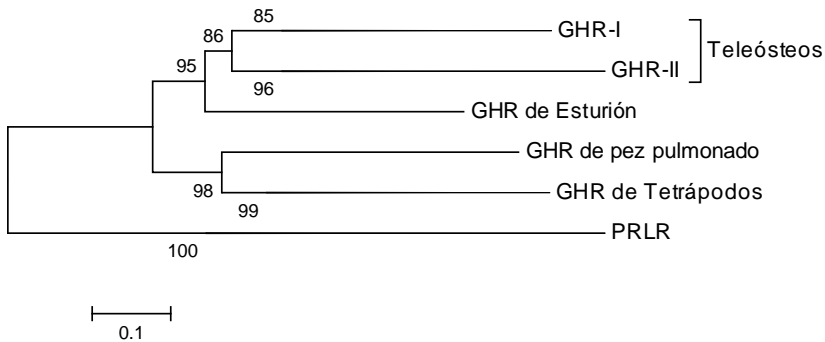 85
GHR-I
86
Teleósteos
95
GHR-II
96
GHR de Esturión
GHR de pez pulmonado
98
GHR de Tetrápodos
99
PRLR
100
0.1